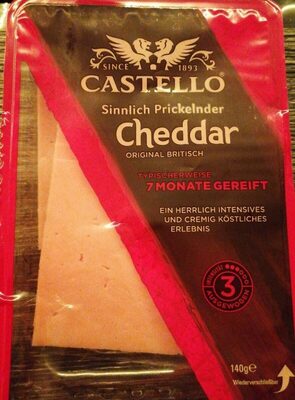 SINCE 1893
CASTELLO®
Sinnlich Prickelnder
Cheddar
ORIGINAL BRITISCH
TYPISCHERWEISE
7 MONATE GEREIFT
EIN HERRLICH INTENSIVES
UND CREMIG KÖSTLICHES
ERLEBNIS
3
AUSGEWOGEN
140g℮
Wiederverschließbar